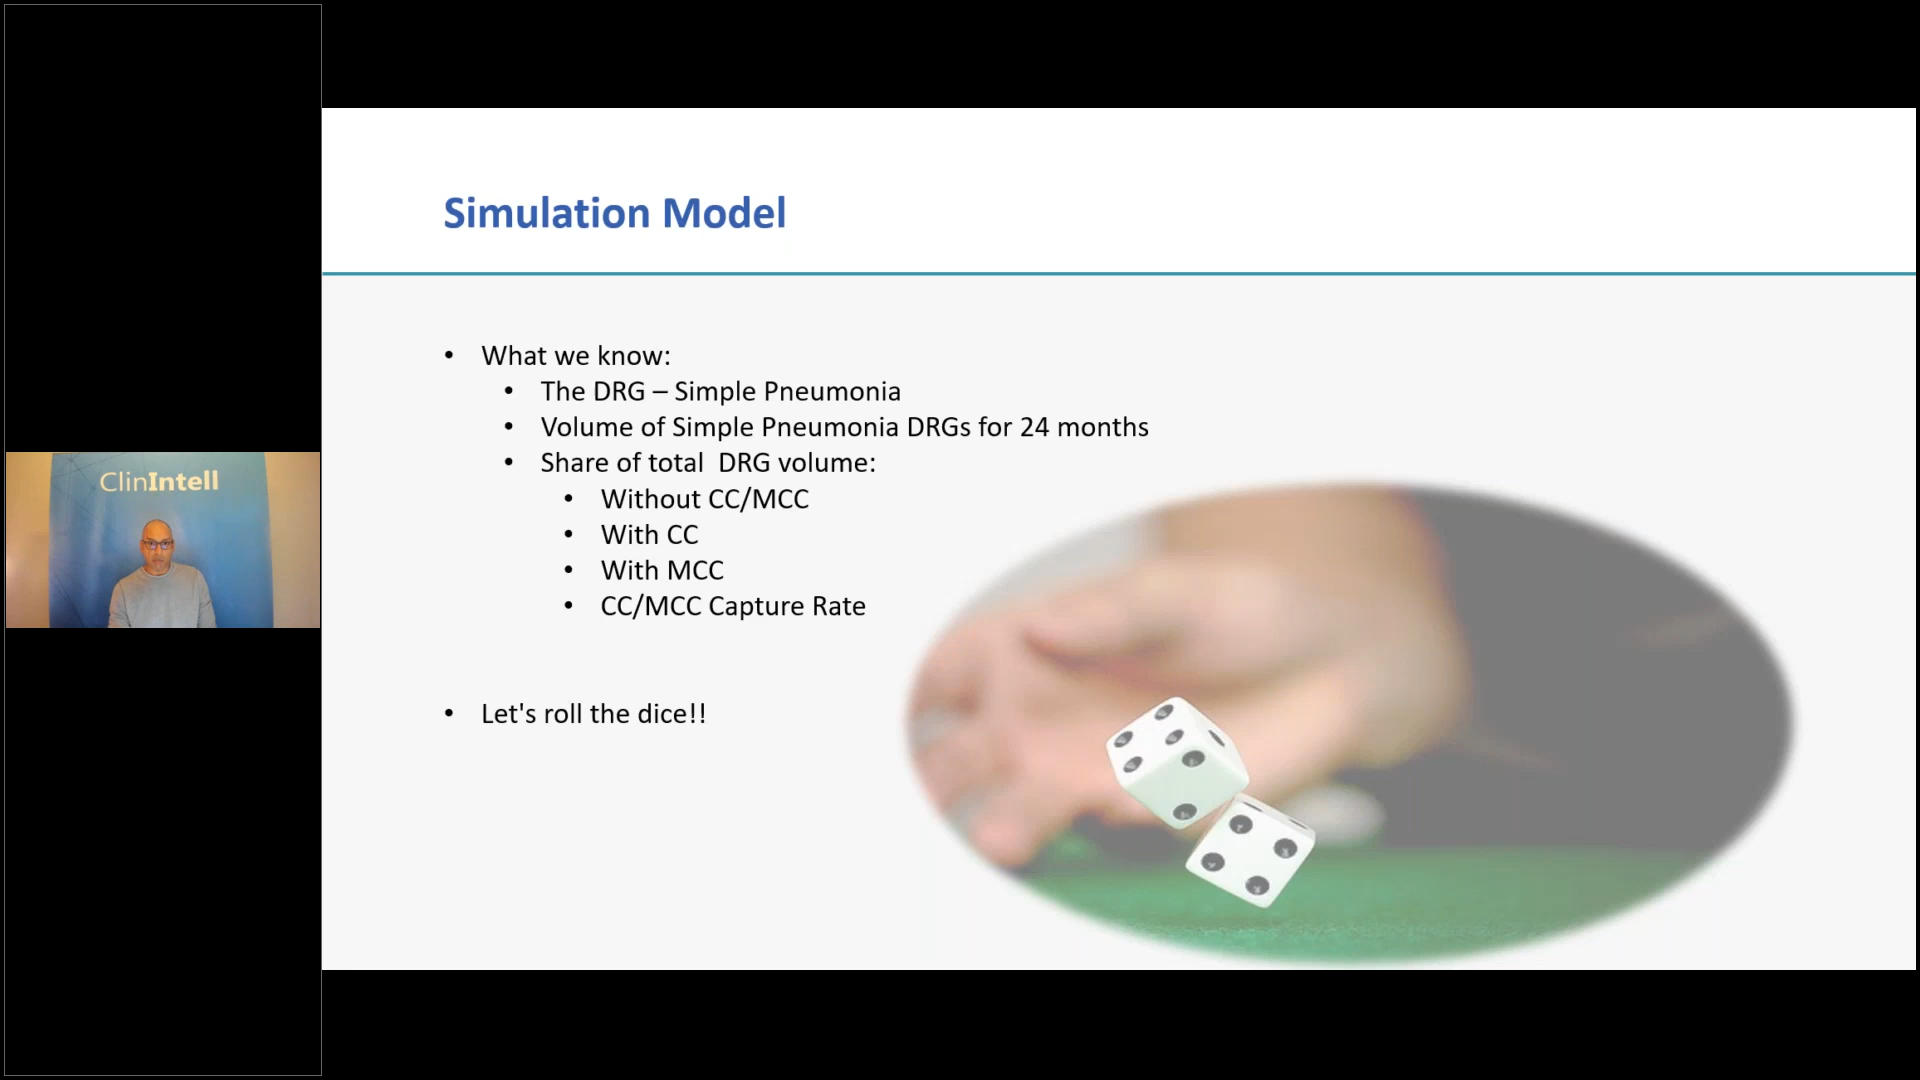 ClinIntell
Simulation Model
• What we know:
• The DRG – Simple Pneumonia
• Volume of Simple Pneumonia DRGs for 24 months
• Share of total  DRG volume:
• Without CC/MCC
• With CC
• With MCC
• CC/MCC Capture Rate
• Let's roll the dice!!